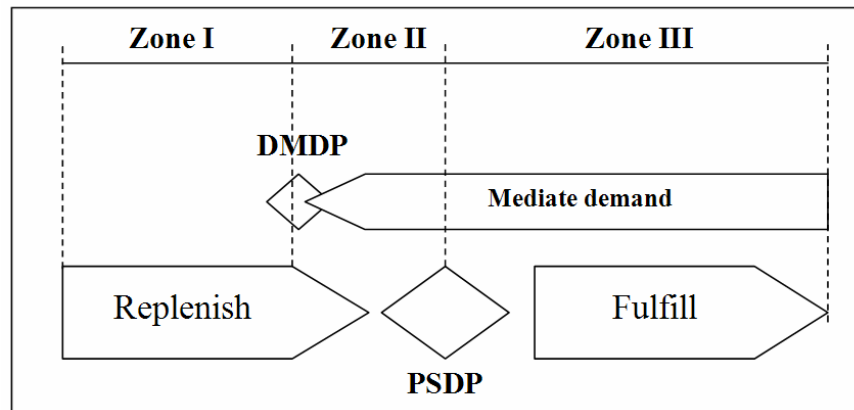 Zone I Zone II Zone III
DMDP
Mediate demand
Replenish Fulfill
PSDP